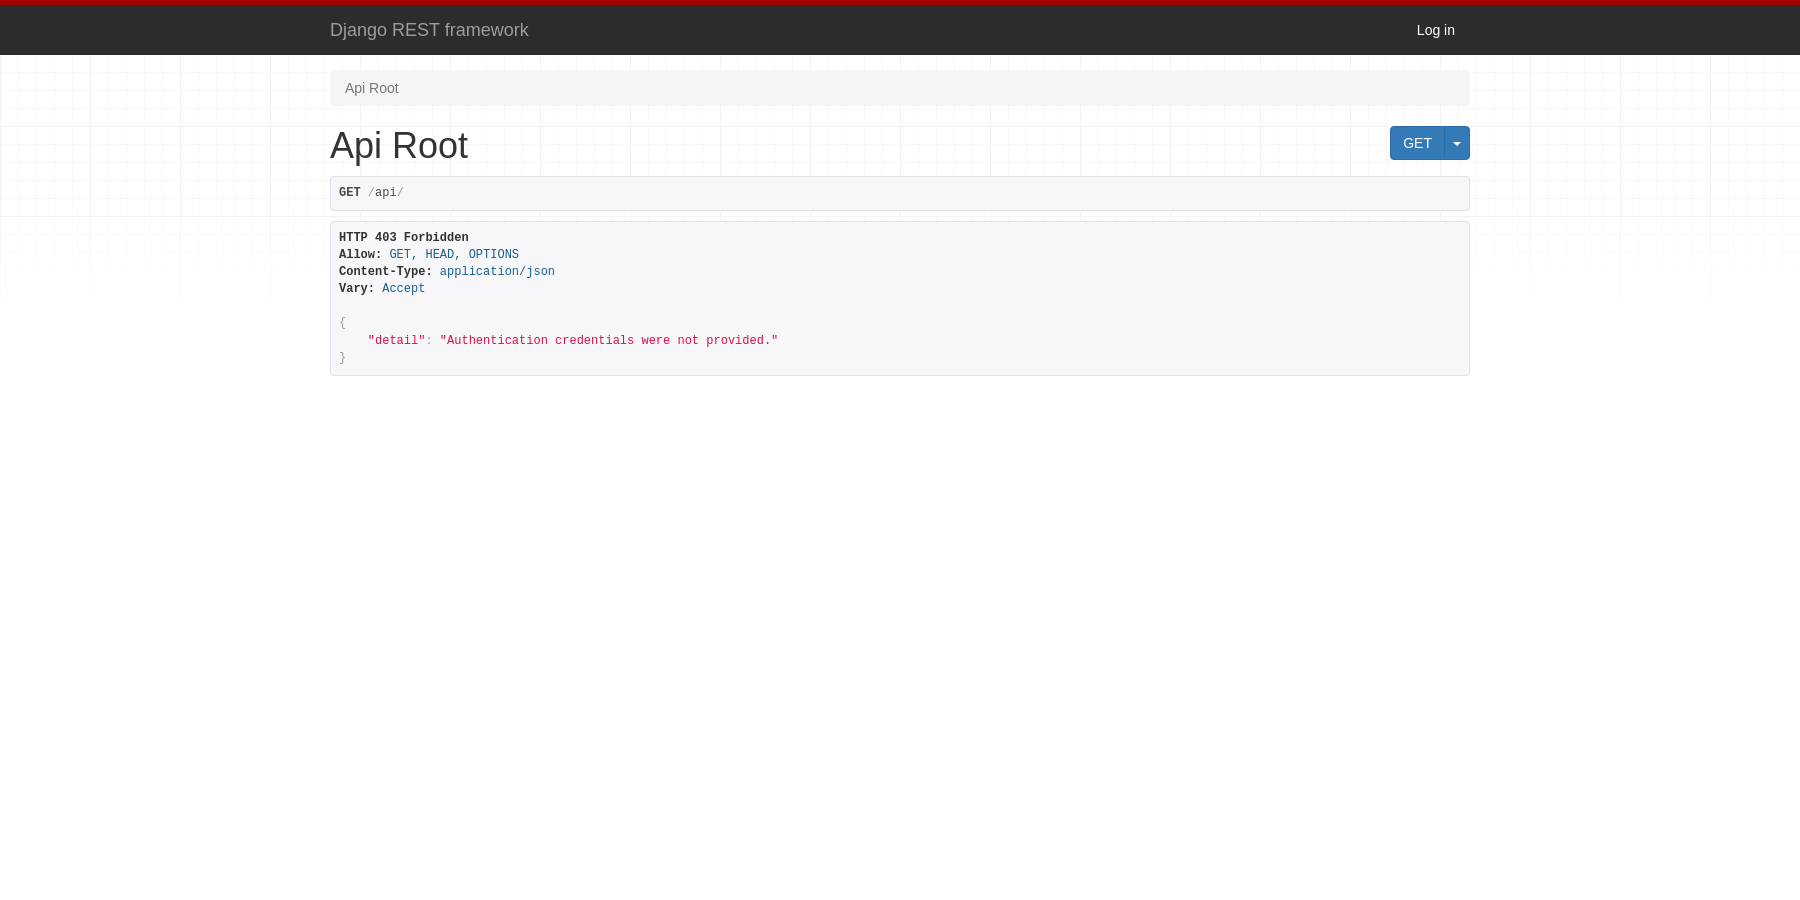 Django REST framework
Log in
Api Root
Api Root
GET
GET /api/
HTTP 403 Forbidden
Allow: GET, HEAD, OPTIONS
Content-Type: application/json
Vary: Accept
{
    "detail": "Authentication credentials were not provided."
}